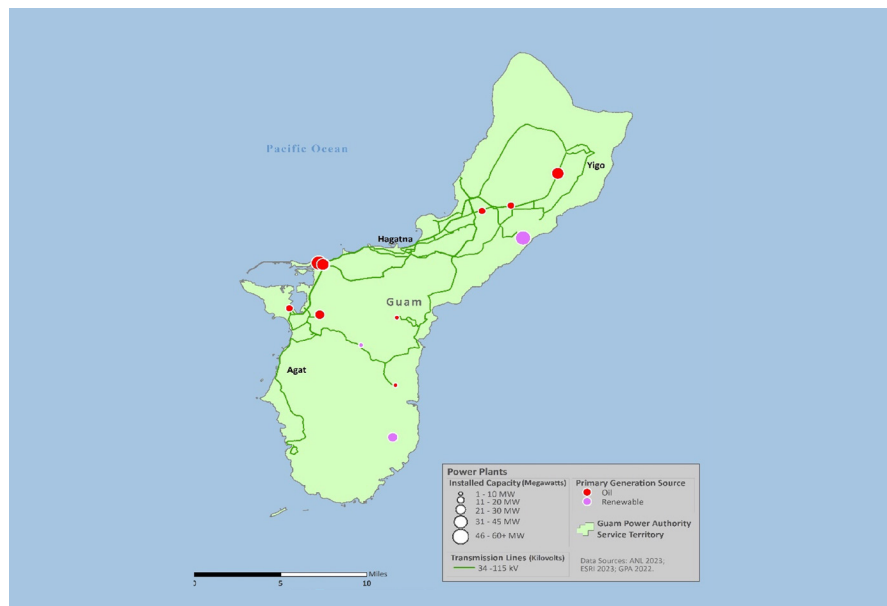 Pacific Ocean
Yigo
Hagatna
Guam
Agat
Power Plants
Installed Capacity (Megawatts)
1 - 10 MW
11 - 20 MW
21 - 30 MW
31 - 45 MW
46 - 60+ MW
Transmission Lines (Kilovolts)
34 -115 kV
Primary Generation Source
Oil
Renewable
Guam Power Authority
Service Territory
Data Sources: ANL 2023;
ESRI 2023; GPA 2022.
Miles
5 10